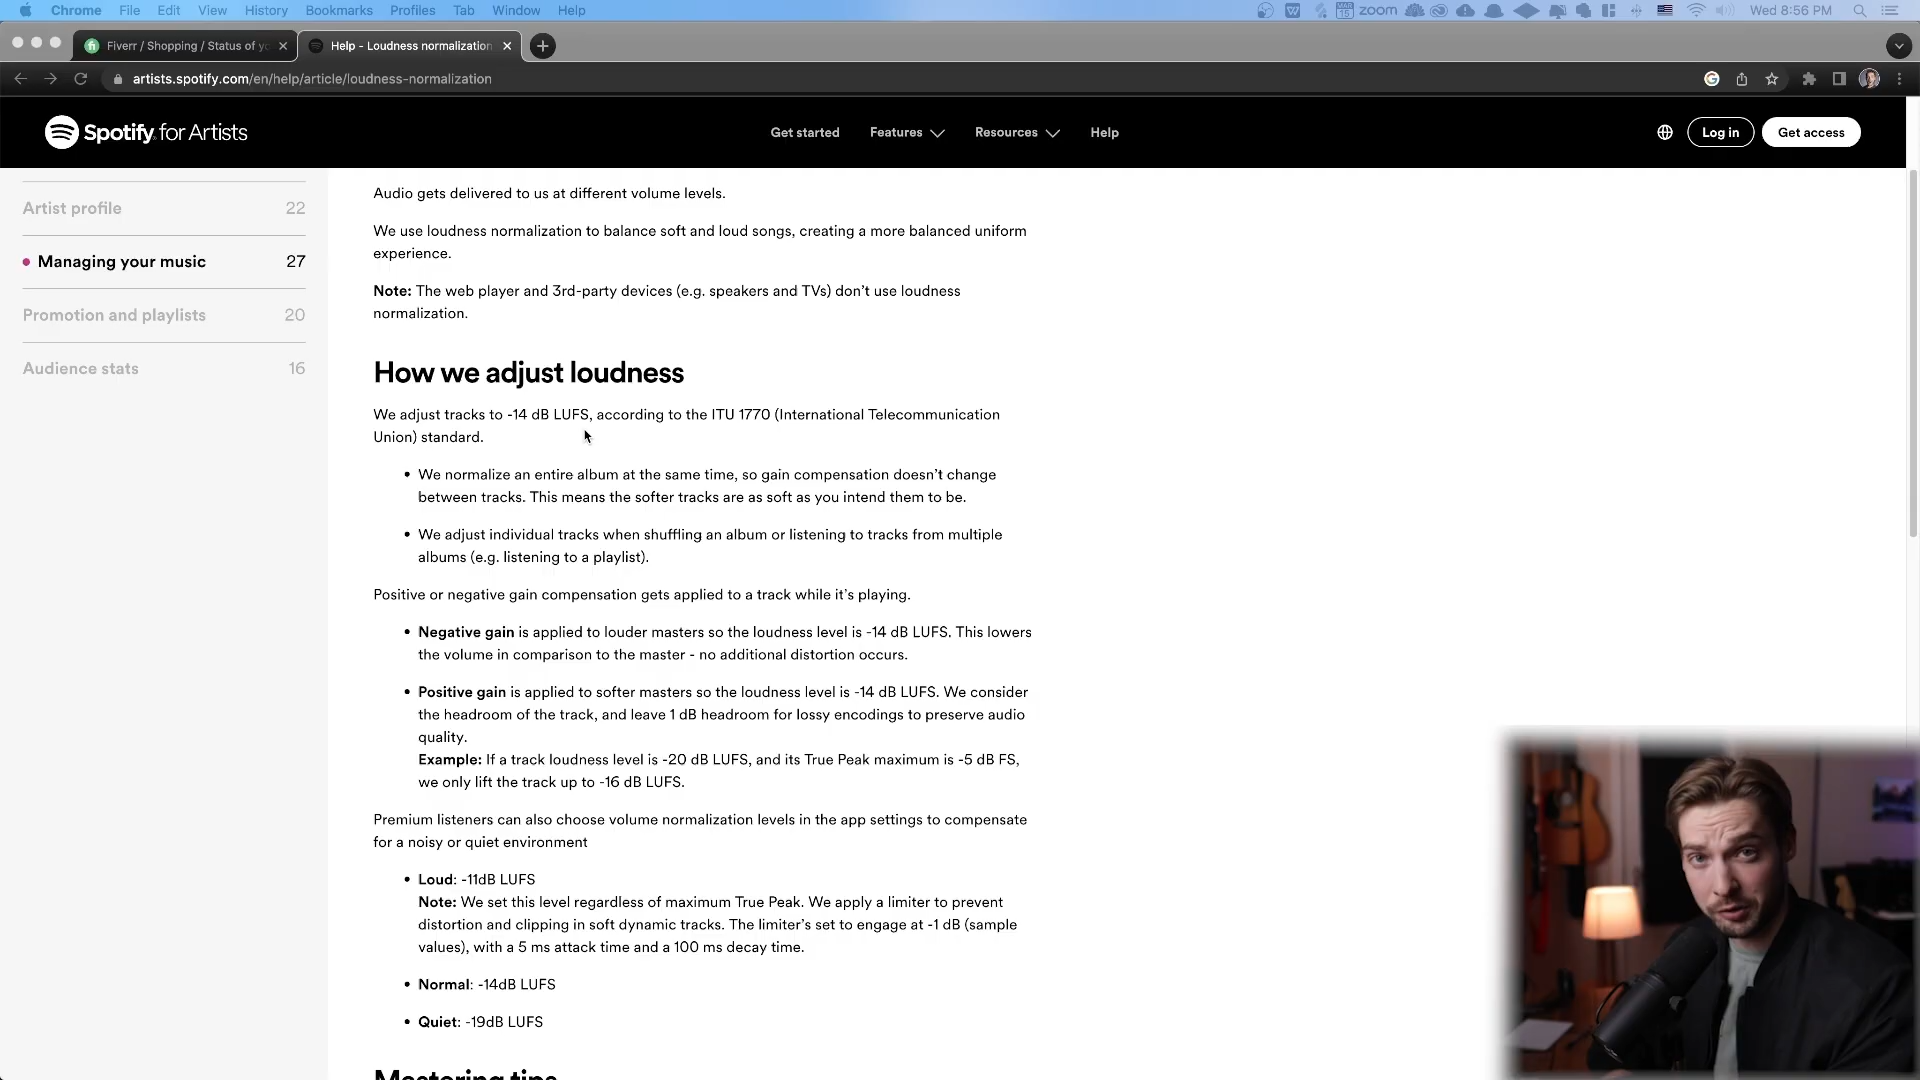 Chrome File Edit View History Bookmarks Profiles Tab Window Help
zoom
Wed 8:56 PM
Fiverr / Shopping / Status of yo
Help - Loudness normalization
artists.spotify.com/en/help/article/loudness-normalization
Spotify for Artists
Get started Features Resources Help
Log in
Get access
Artist profile 22
Managing your music 27
Promotion and playlists 20
Audience stats 16
Audio gets delivered to us at different volume levels.
We use loudness normalization to balance soft and loud songs, creating a more balanced uniform
experience.
Note: The web player and 3rd-party devices (e.g. speakers and TVs) don’t use loudness
normalization.
How we adjust loudness
We adjust tracks to -14 dB LUFS, according to the ITU 1770 (International Telecommunication
Union) standard.
• We normalize an entire album at the same time, so gain compensation doesn’t change
between tracks. This means the softer tracks are as soft as you intend them to be.
• We adjust individual tracks when shuffling an album or listening to tracks from multiple
albums (e.g. listening to a playlist).
Positive or negative gain compensation gets applied to a track while it’s playing.
• Negative gain is applied to louder masters so the loudness level is -14 dB LUFS. This lowers
the volume in comparison to the master - no additional distortion occurs.
• Positive gain is applied to softer masters so the loudness level is -14 dB LUFS. We consider
the headroom of the track, and leave 1 dB headroom for lossy encodings to preserve audio
quality.
Example: If a track loudness level is -20 dB LUFS, and its True Peak maximum is -5 dB FS,
we only lift the track up to -16 dB LUFS.
Premium listeners can also choose volume normalization levels in the app settings to compensate
for a noisy or quiet environment
• Loud: -11dB LUFS
Note: We set this level regardless of maximum True Peak. We apply a limiter to prevent
distortion and clipping in soft dynamic tracks. The limiter’s set to engage at -1 dB (sample
values), with a 5 ms attack time and a 100 ms decay time.
• Normal: -14dB LUFS
• Quiet: -19dB LUFS
Mastering tips